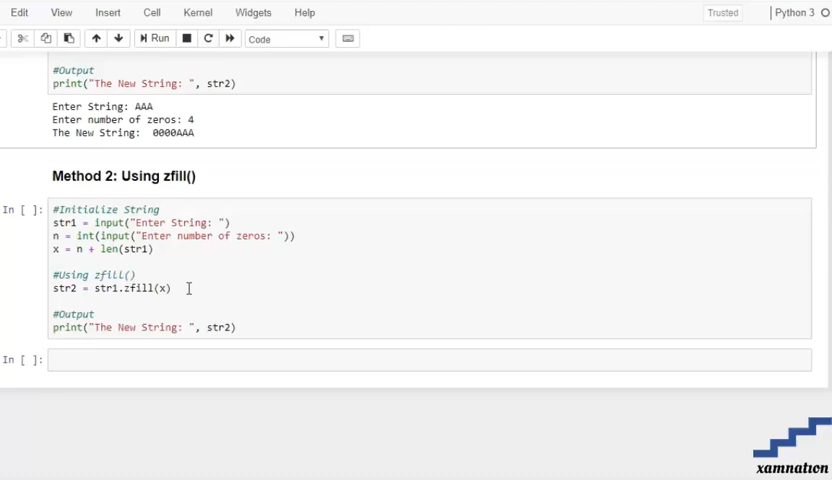 Edit View Insert Cell Kernel Widgets Help Trusted Python 3
Run Code
#Output
print("The New String: ", str2)
Enter String: AAA
Enter number of zeros: 4
The New String:  0000AAA
Method 2: Using zfill()
In [ ]:
#Initialize String
str1 = input("Enter String: ")
n = int(input("Enter number of zeros: "))
x = n + len(str1)
#Using zfill()
str2 = str1.zfill(x)
#Output
print("The New String: ", str2)
In [ ]:
xamnation